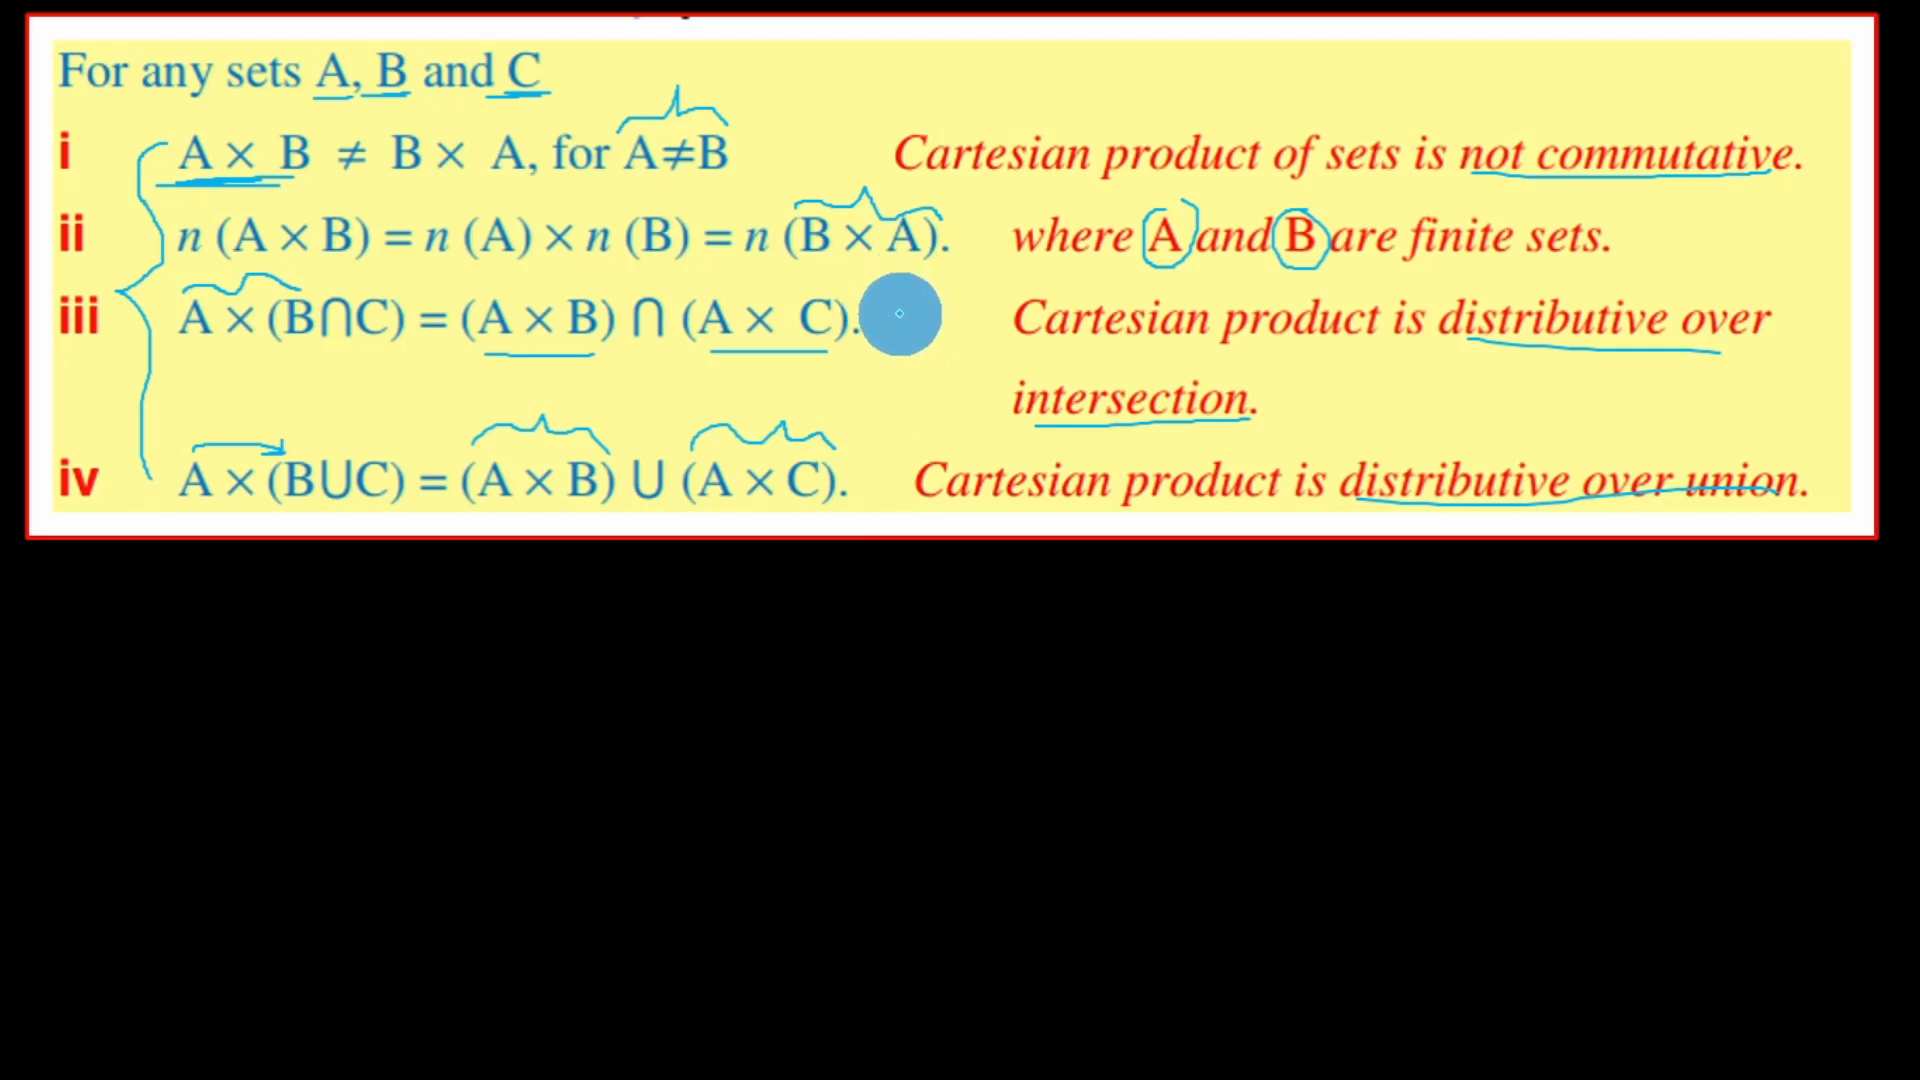 For any sets A, B and C
i A × B ≠ B × A, for A≠B Cartesian product of sets is not commutative.
ii n (A × B) = n (A) × n (B) = n (B × A). where A and B are finite sets.
iii A × (B∩C) = (A × B) ∩ (A × C). Cartesian product is distributive over
intersection.
iv A × (B∪C) = (A × B) ∪ (A × C). Cartesian product is distributive over union.